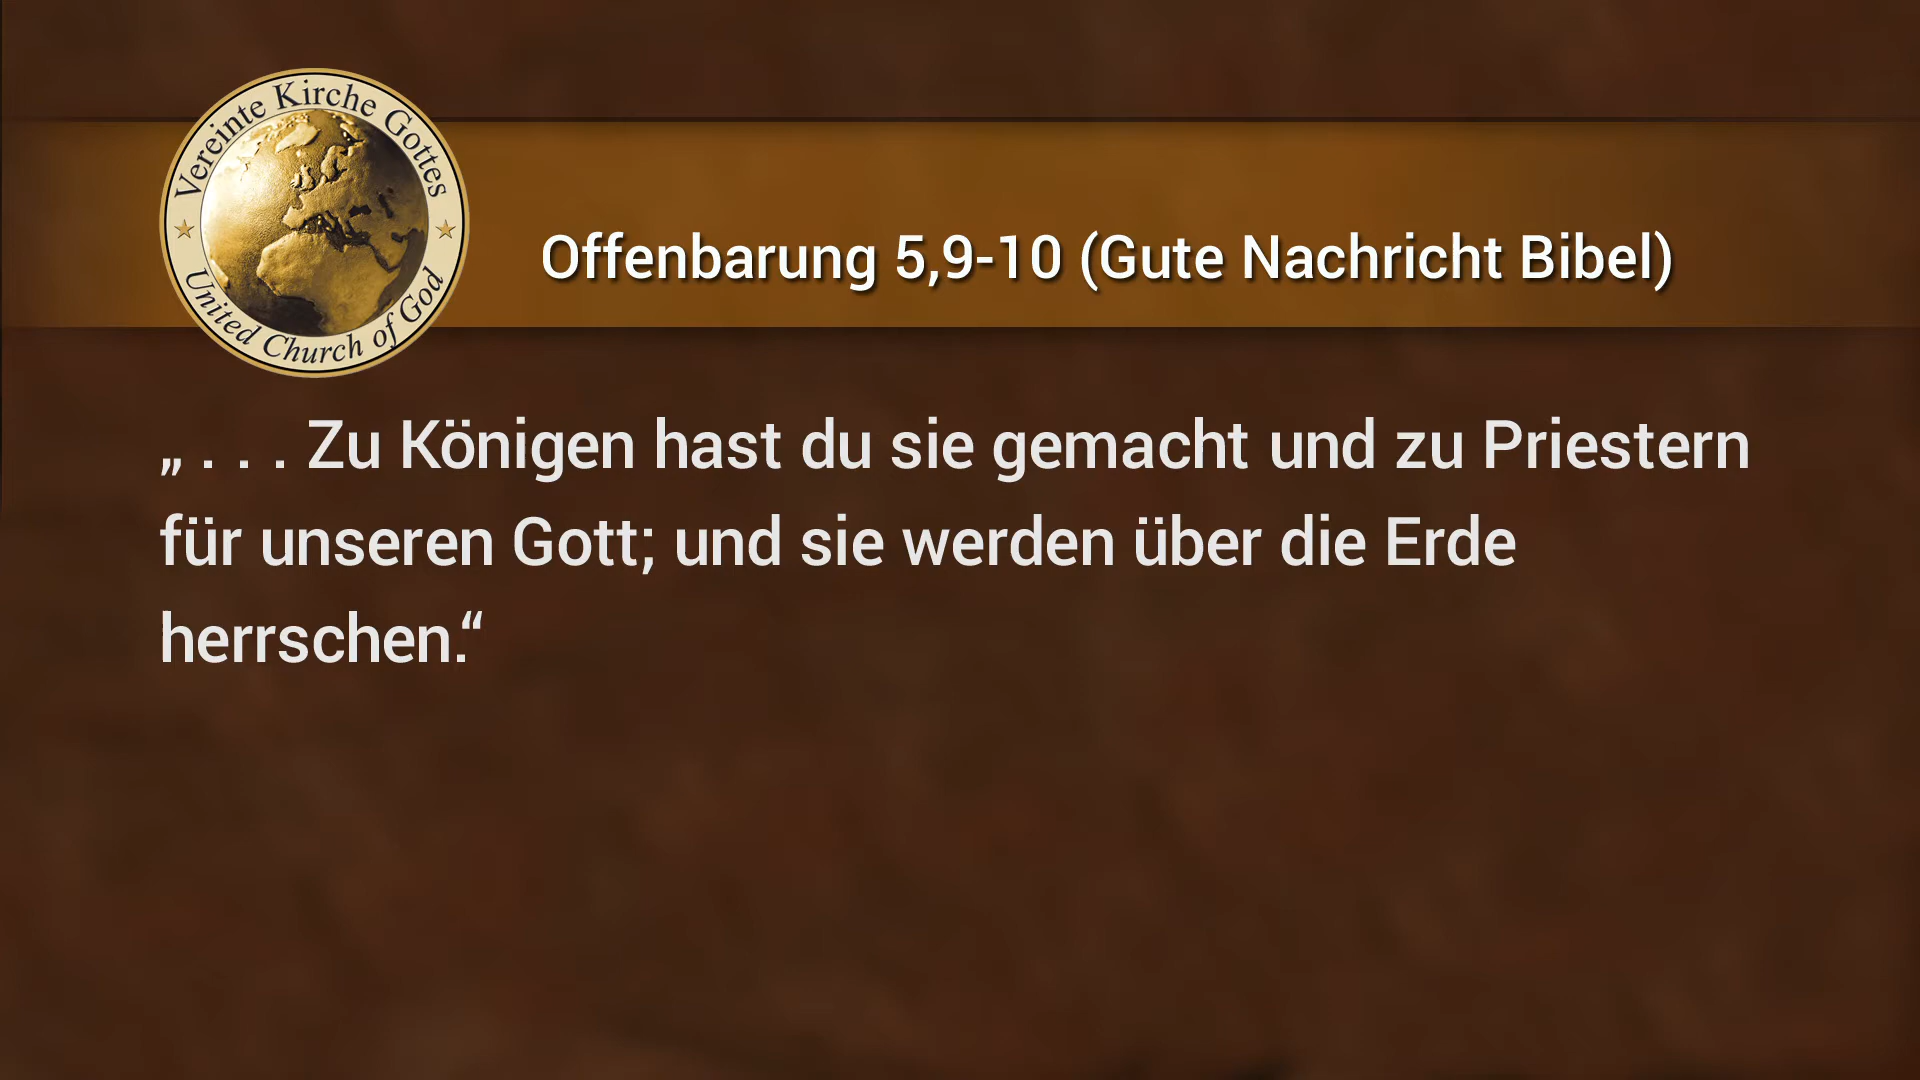 Vereinte Kirche Gottes
United Church of God
Offenbarung 5,9-10 (Gute Nachricht Bibel)
„ . . . Zu Königen hast du sie gemacht und zu Priestern
für unseren Gott; und sie werden über die Erde
herrschen.“